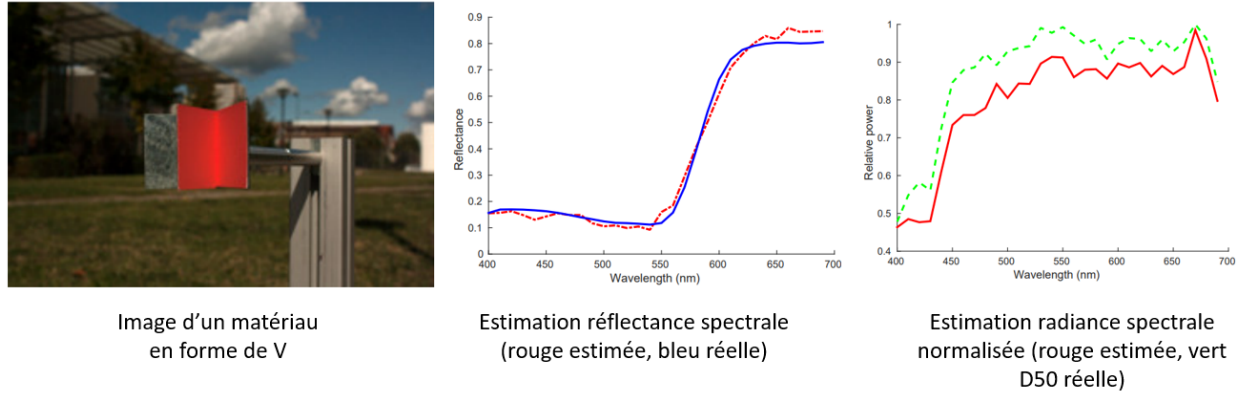 0.9
0.8
0.7
0.6
0.5
0.4
0.3
0.2
0.1
0
Reflectance
400
450
500
550
600
650
700
Wavelength (nm)
1
0.9
0.8
0.7
0.6
0.5
0.4
Relative power
400
450
500
550
600
650
700
Wavelength (nm)
Image d'un matériau
en forme de V
Estimation réflectance spectrale
(rouge estimée, bleu réelle)
Estimation radiance spectrale
normalisée (rouge estimée, vert
D50 réelle)